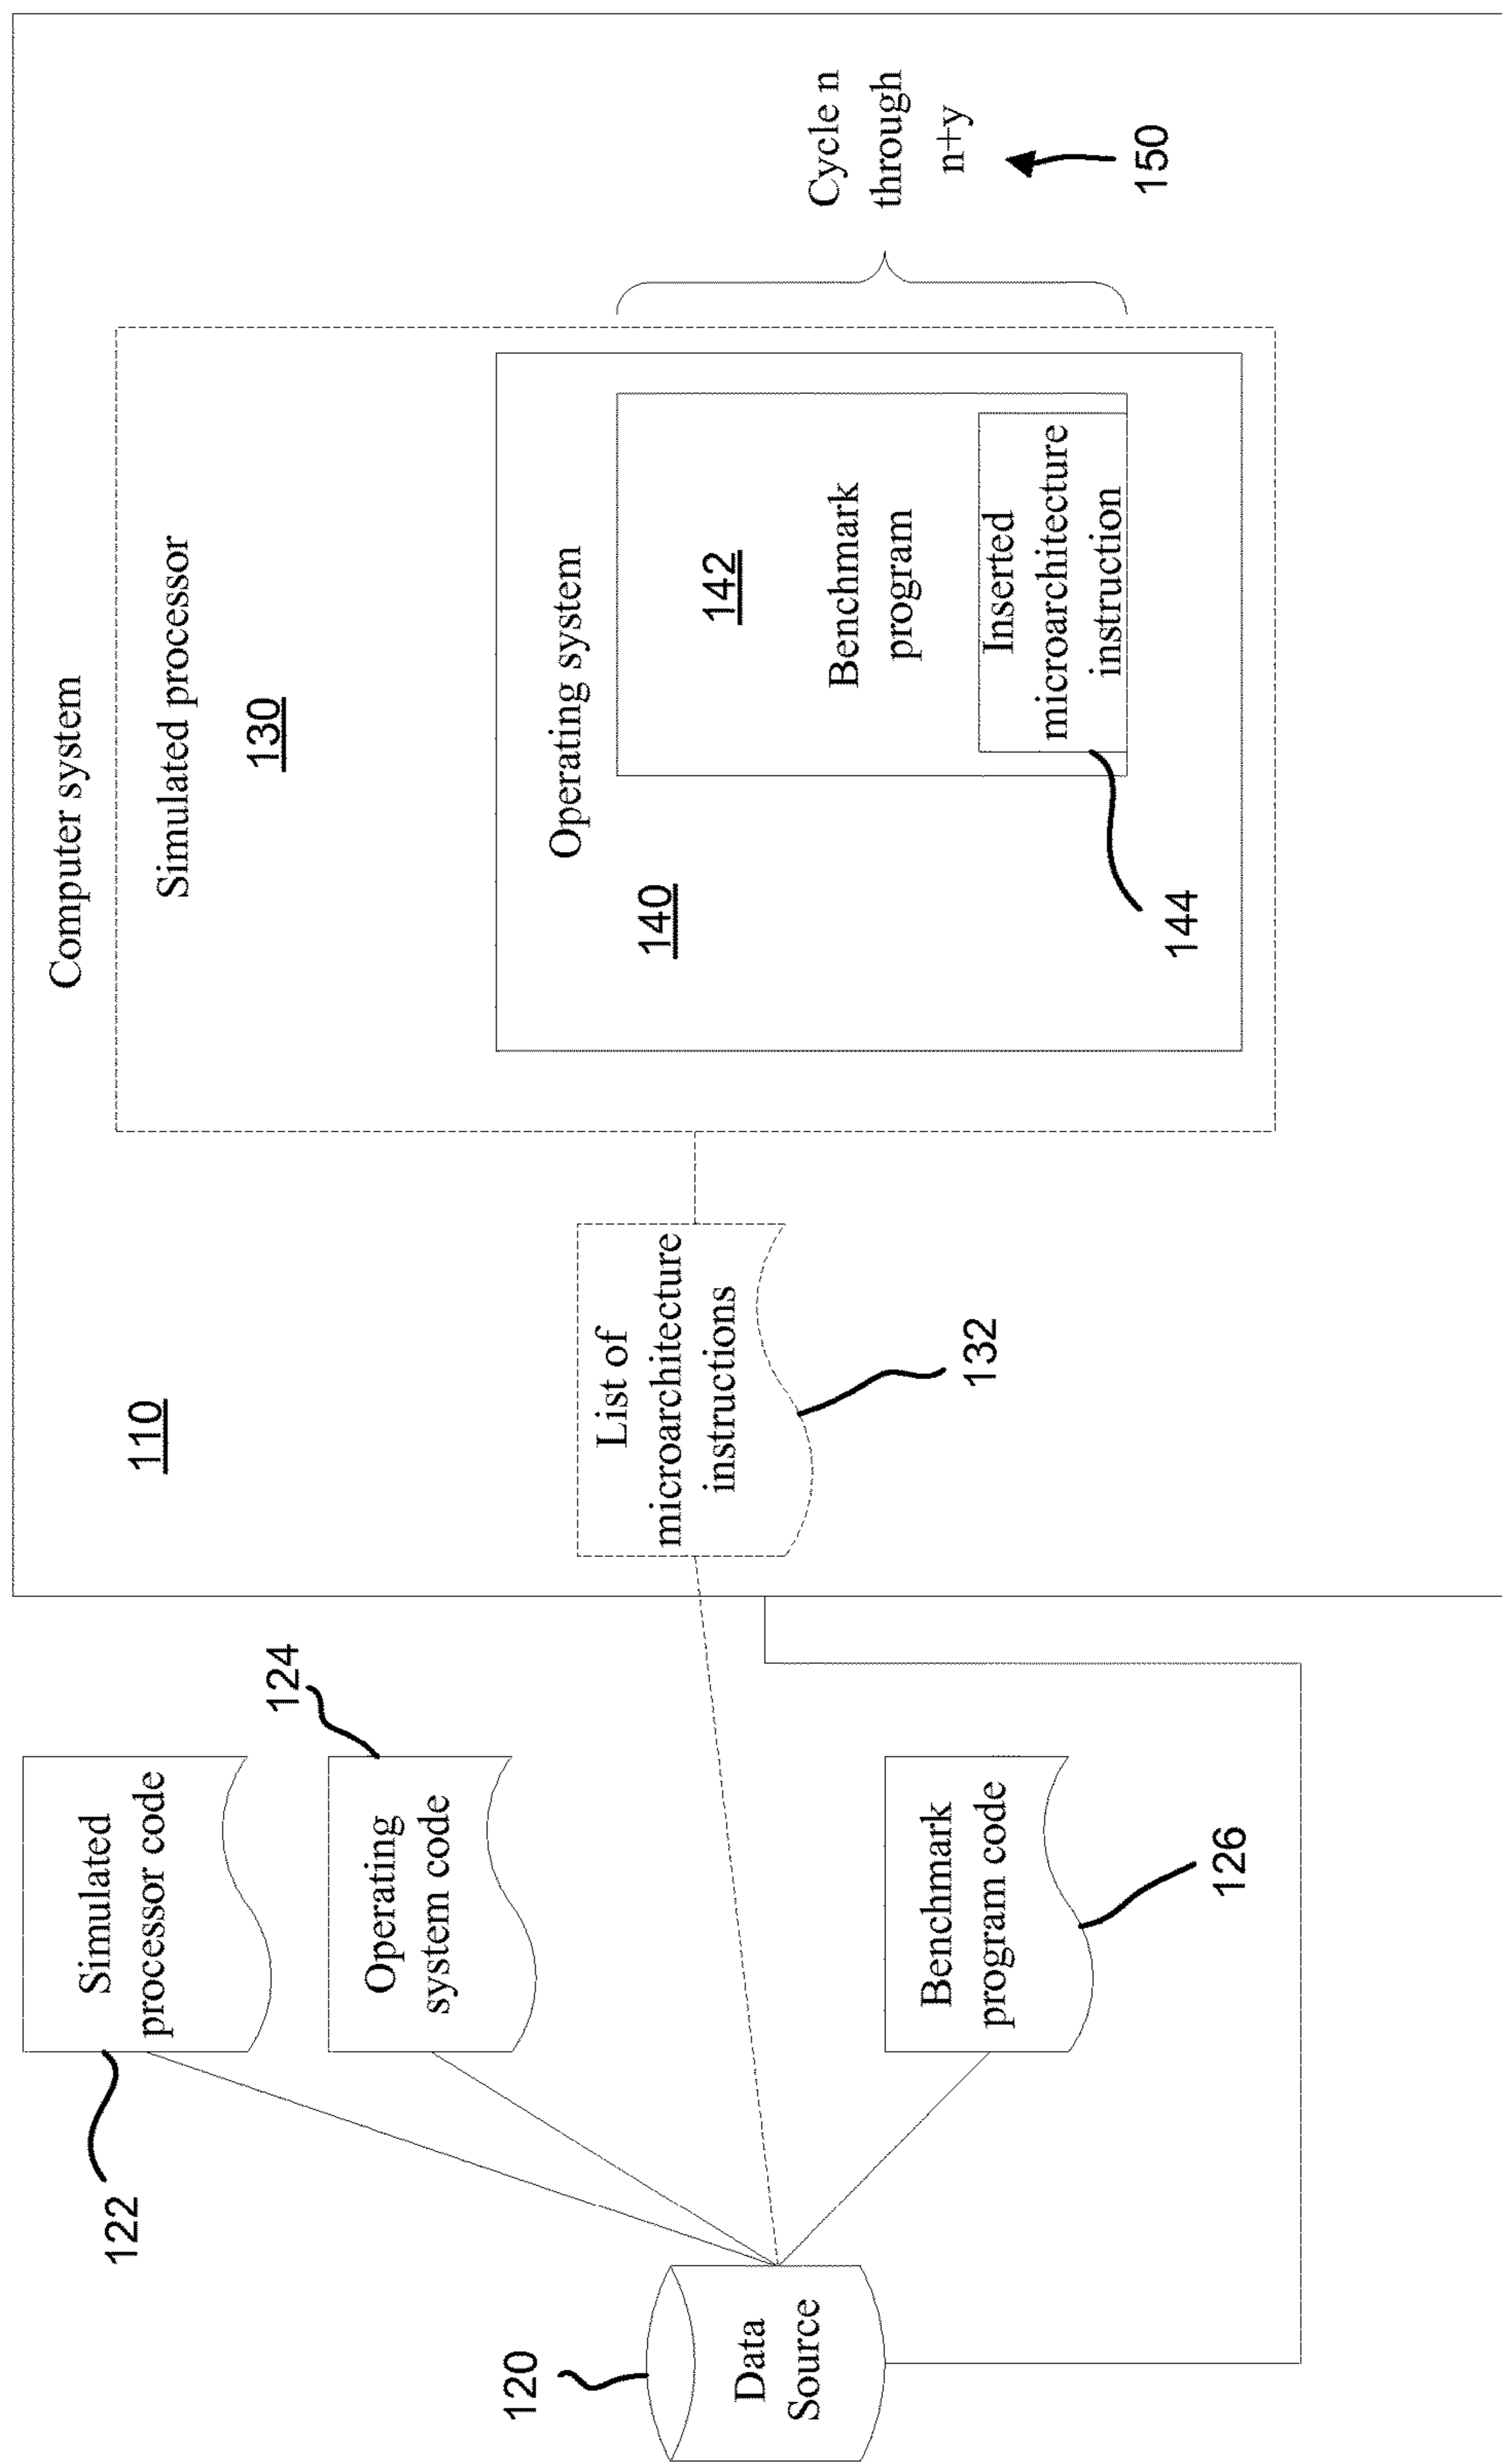 Computer system
110
Simulated processor
130
Operating system
140
142
Benchmark
program
Inserted
microarchitecture
instruction
144
Cycle n
through
n+y
150
List of
microarchitecture
instructions
132
Simulated
processor code
122
Operating
system code
124
Benchmark
program code
126
Data
Source
120